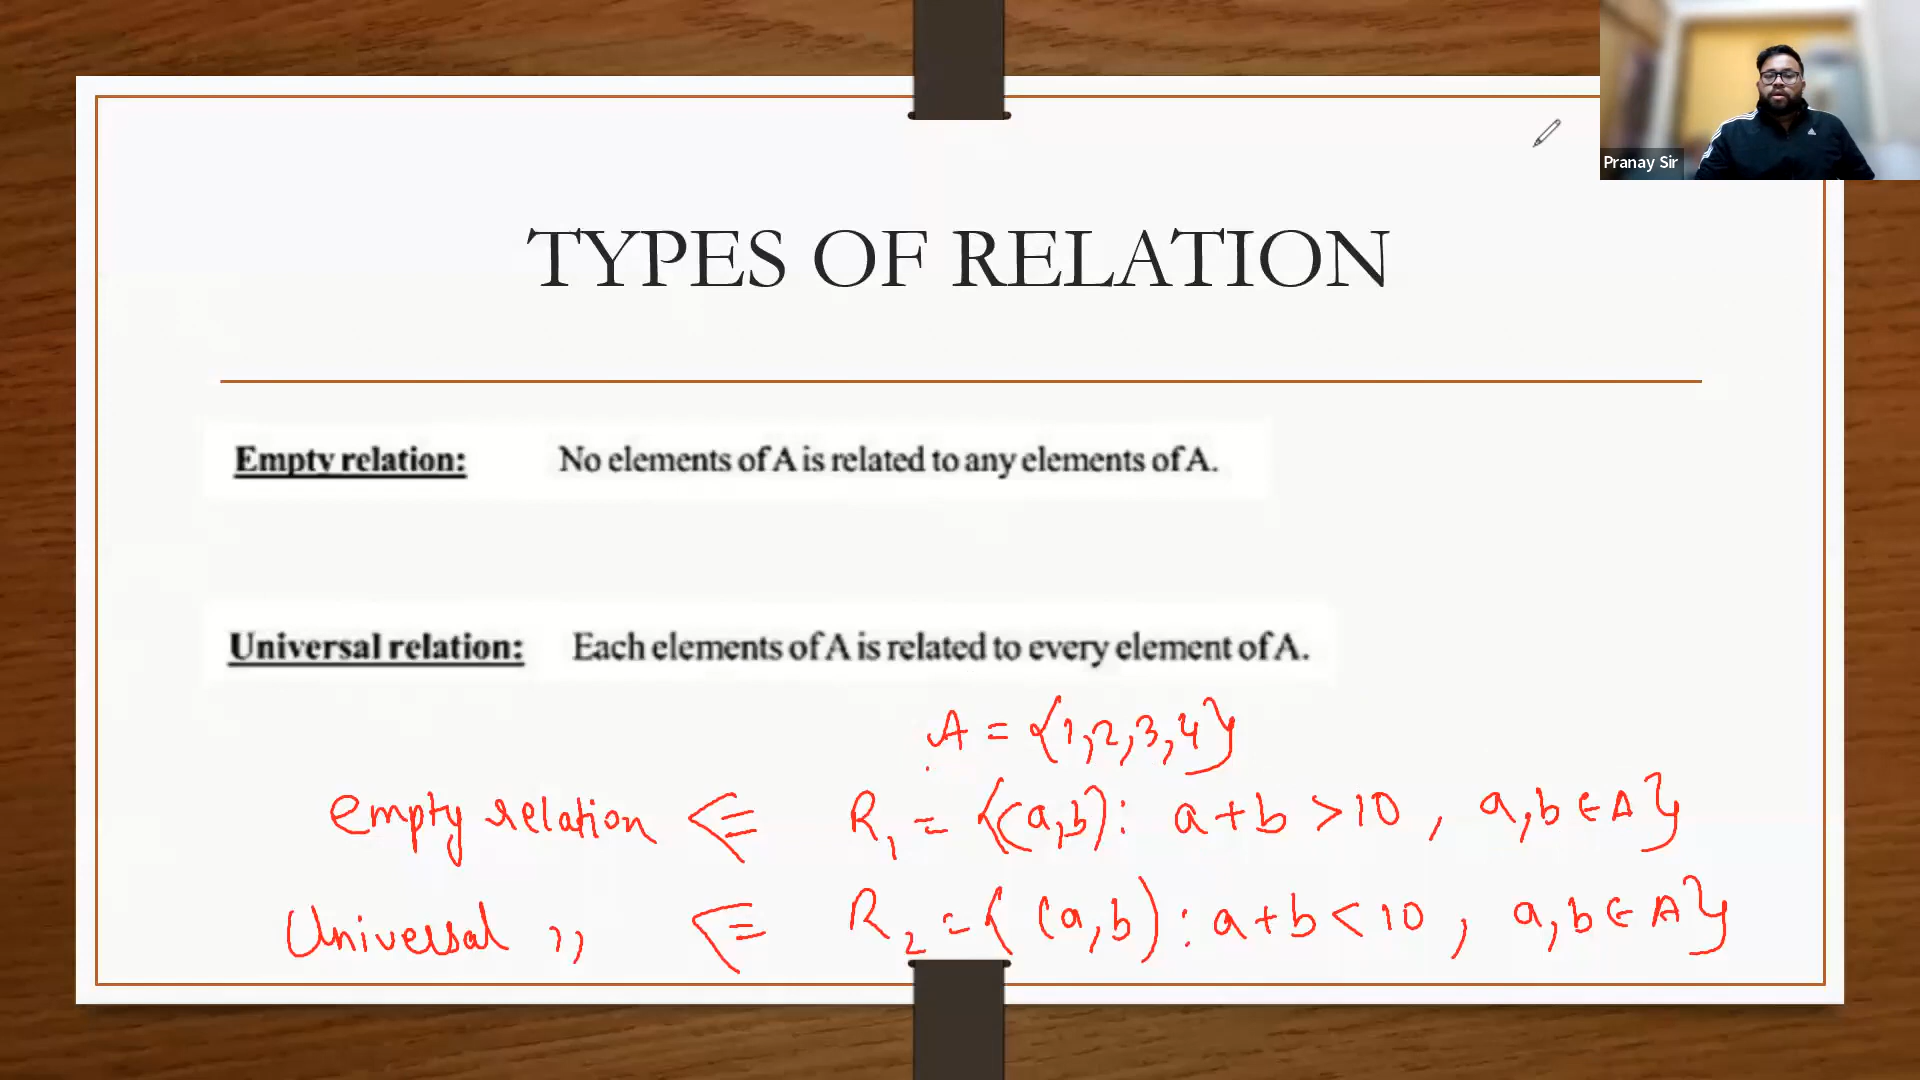 Pranay Sir
TYPES OF RELATION
Empty relation: No elements of A is related to any elements of A.
Universal relation: Each elements of A is related to every element of A.
A = {1,2,3,4}
empty relation ⇐ R₁ = {(a,b): a+b >10 , a,b ∈ A}
Universal ,, ⇐ R₂ = { (a,b) : a+b < 10 , a,b ∈ A}